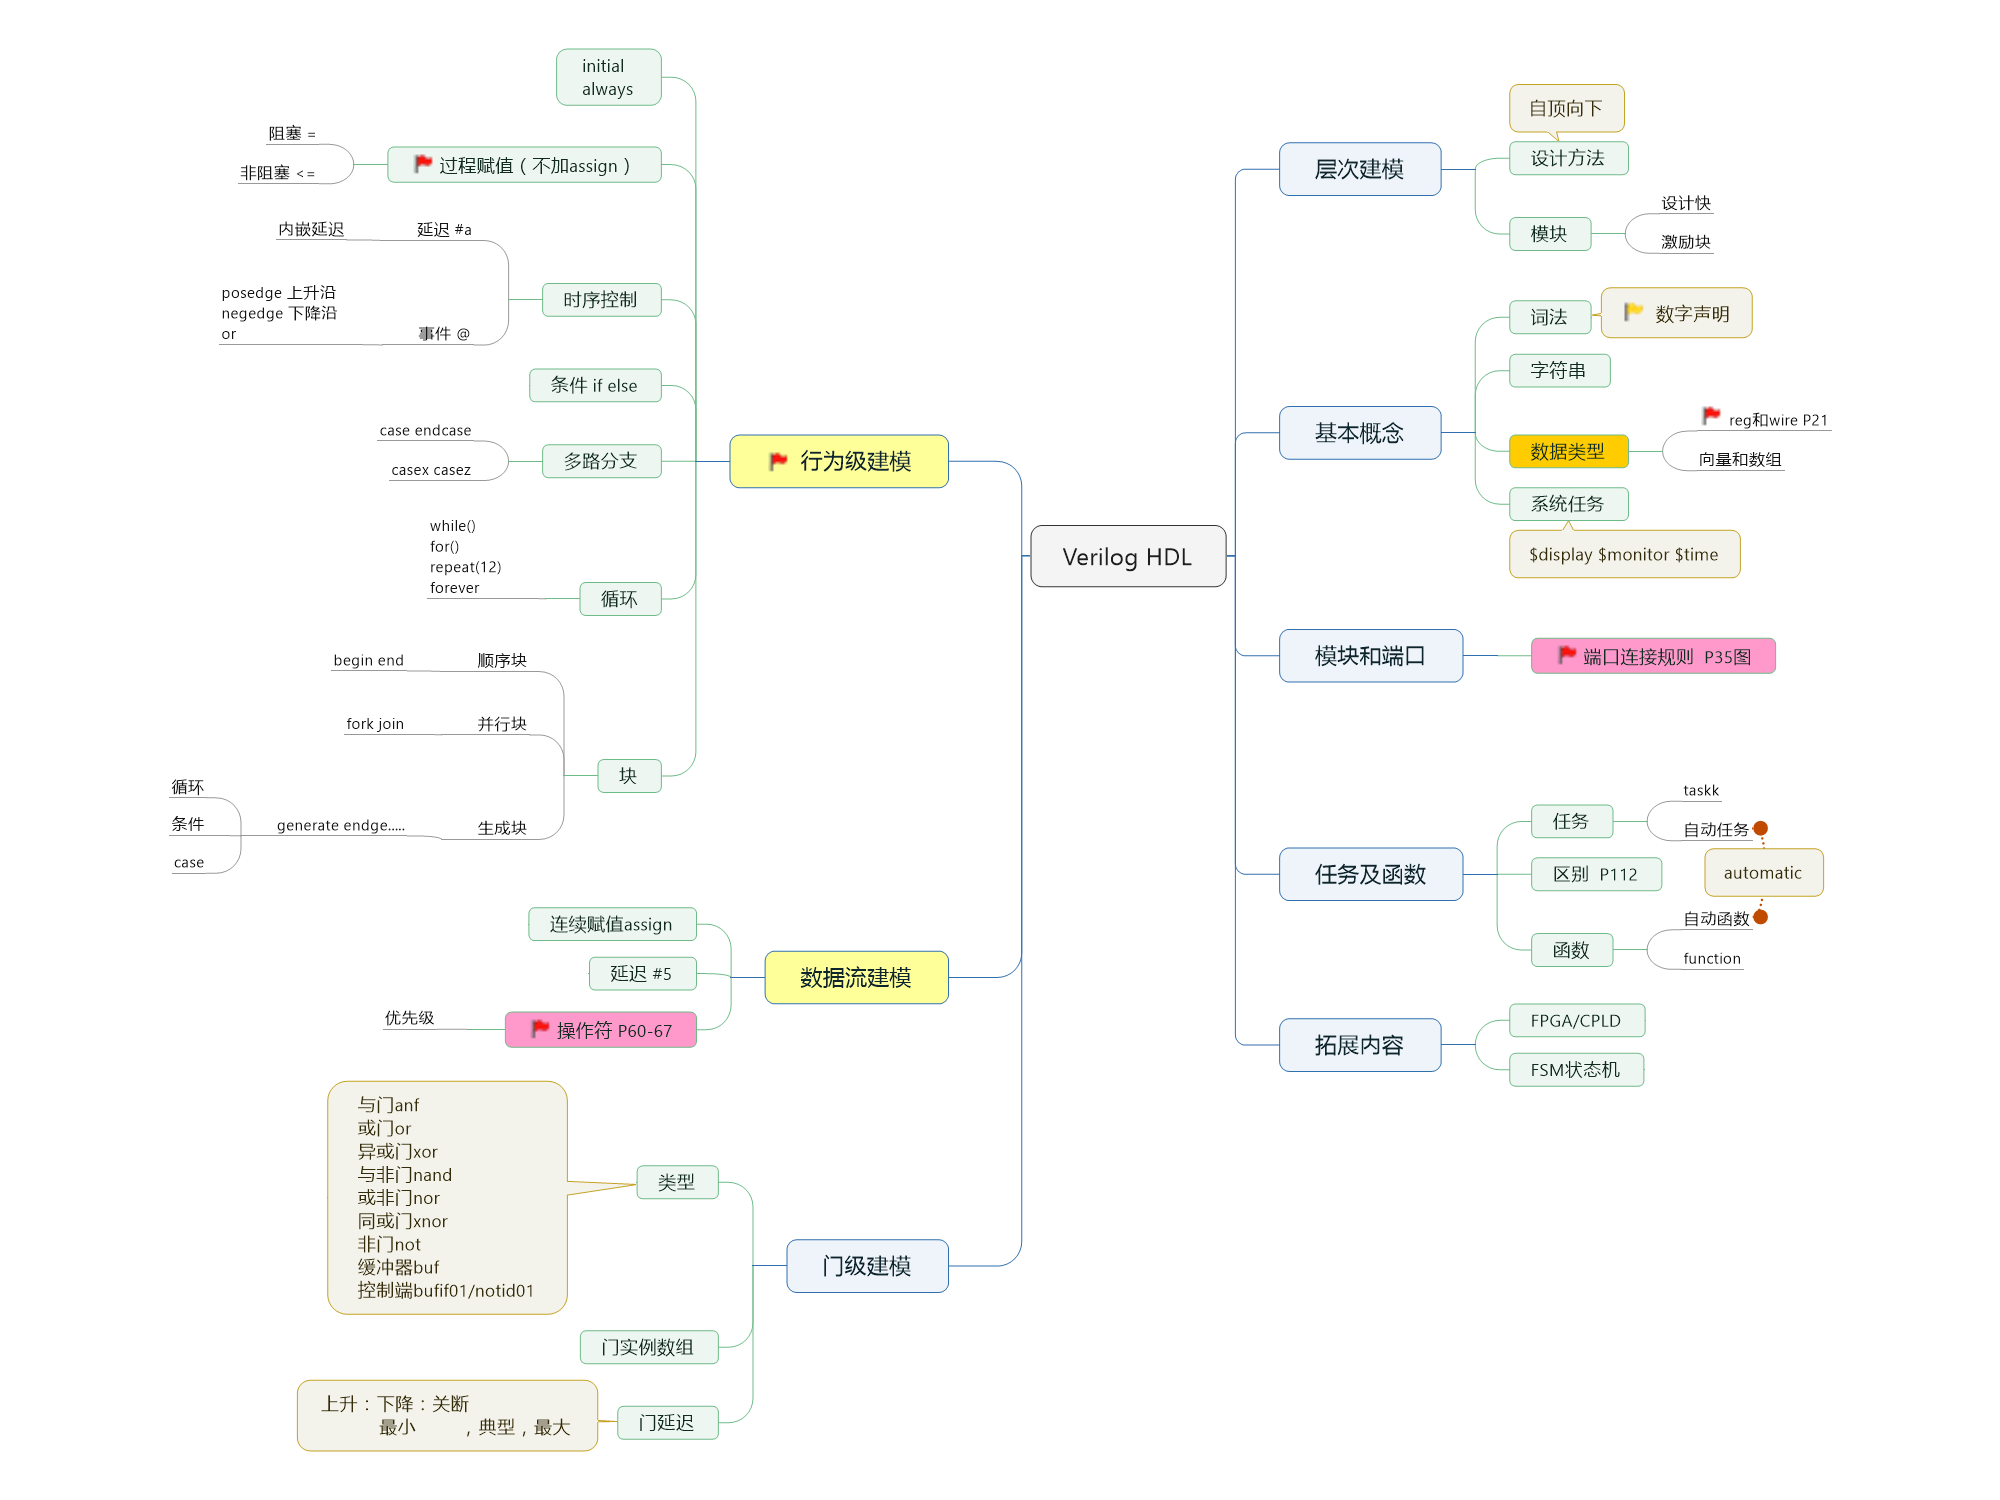 Verilog HDL
层次建模
自顶向下
设计方法
模块
设计快
激励块
基本概念
词法
数字声明
字符串
数据类型
reg和wire P21
向量和数组
系统任务
$display $monitor $time
模块和端口
端口连接规则  P35图
任务及函数
任务
taskk
自动任务
区别  P112
automatic
函数
自动函数
function
拓展内容
FPGA/CPLD
FSM状态机
行为级建模
initial
always
过程赋值（不加assign）
阻塞 =
非阻塞 <=
时序控制
延迟 #a
内嵌延迟
事件 @
posedge 上升沿
negedge 下降沿
or
条件 if else
多路分支
case endcase
casex casez
循环
while()
for()
repeat(12)
forever
块
顺序块
begin end
并行块
fork join
生成块
generate endge.....
循环
条件
case
数据流建模
连续赋值assign
延迟 #5
操作符 P60-67
优先级
门级建模
类型
与门anf
或门or
异或门xor
与非门nand
或非门nor
同或门xnor
非门not
缓冲器buf
控制端bufif01/notid01
门实例数组
门延迟
上升：下降：关断
最小　　，典型，最大